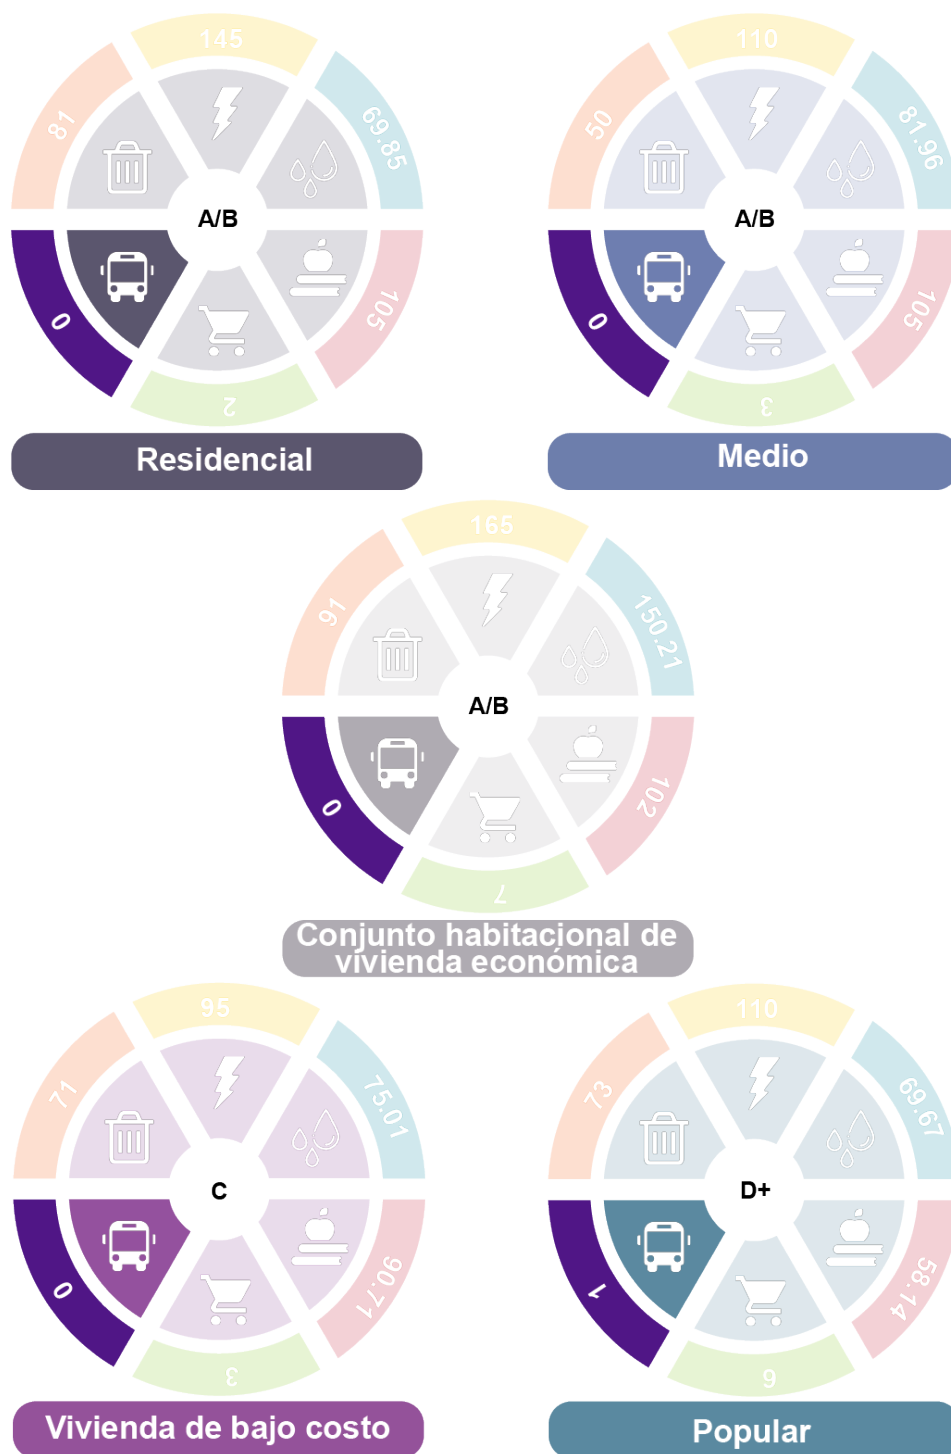 145
81
69.85
A/B
0
105
2
Residencial
110
50
81.96
A/B
0
105
3
Medio
165
91
150.21
A/B
0
102
7
Conjunto habitacional de
vivienda económica
95
71
75.01
C
0
90.71
3
Vivienda de bajo costo
110
73
69.67
D+
1
58.14
6
Popular